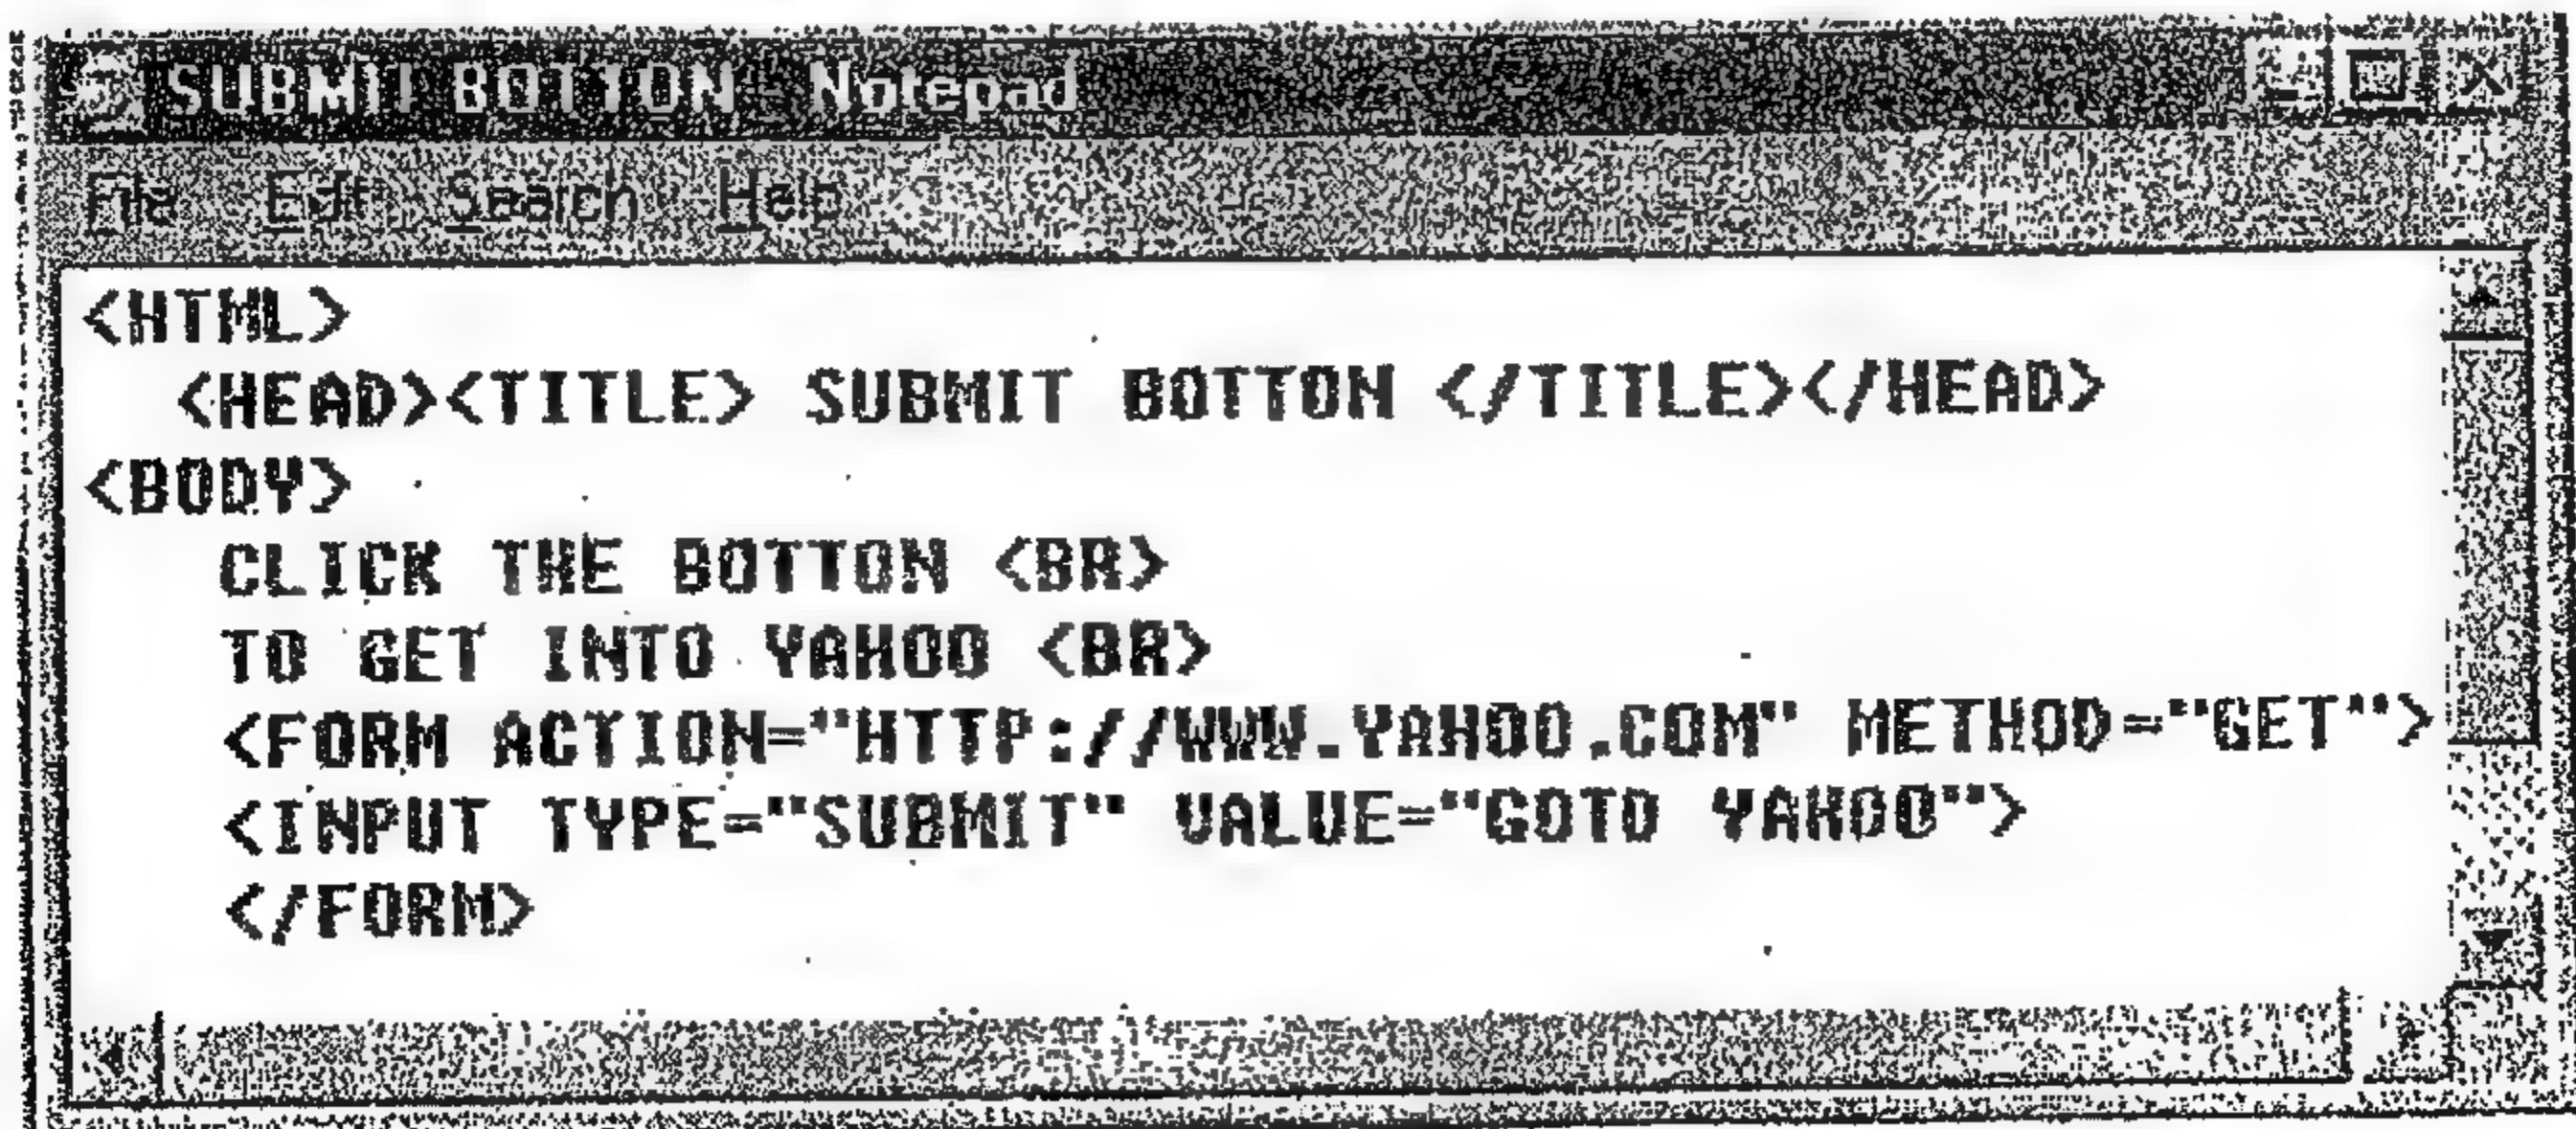 SUBMIT BOTTON - Notepad
File Edit Search Help
<HTML>
<HEAD><TITLE> SUBMIT BOTTON </TITLE></HEAD>
<BODY>
CLICK THE BOTTON <BR>
TO GET INTO YAHOO <BR>
<FORM ACTION="HTTP://WWW.YAHOO.COM" METHOD="GET">
<INPUT TYPE="SUBMIT" VALUE="GOTO YAHOO">
</FORM>